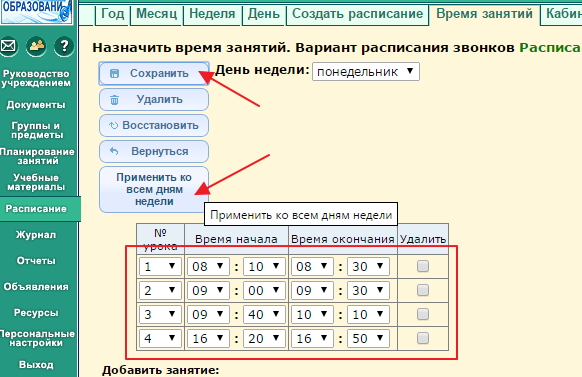 ОБРАЗОВАНИ
Год
Месяц
Неделя
День
Создать расписание
Время занятий
Кабин
Назначить время занятий. Вариант расписания звонков Расписа
Сохранить
День недели: понедельник
Удалить
Восстановить
Вернуться
Применить ко
всем дням
недели
Применить ко всем дням недели
Руководство
учреждением
Документы
Группы и
предметы
Планирование
занятий
Учебные
материалы
Расписание
Журнал
Отчеты
Объявления
Ресурсы
Персональные
настройки
Выход
№ урока Время начала Время окончания Удалить
1 08 : 10 08 : 30
2 09 : 00 09 : 30
3 09 : 40 10 : 10
4 16 : 20 16 : 50
Добавить занятие: